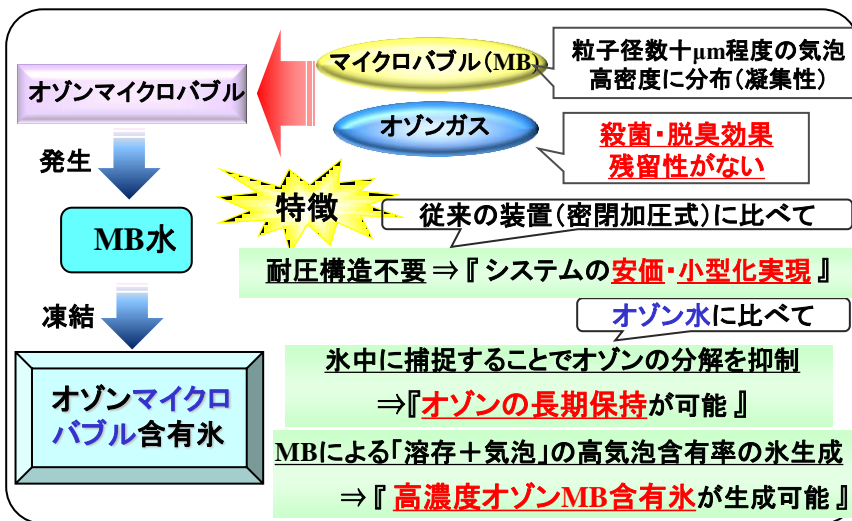 マイクロバブル(MB)
粒子径数十μm程度の気泡
高密度に分布(凝集性)
オゾンマイクロバブル
オゾンガス
殺菌・脱臭効果
残留性がない
発生
特徴
従来の装置(密閉加圧式)に比べて
MB水
耐圧構造不要⇒『システムの安価・小型化実現』
凍結
オゾン水に比べて
氷中に捕捉することでオゾンの分解を抑制
⇒『オゾンの長期保持が可能』
オゾンマイクロ
バブル含有氷
MBによる「溶存+気泡」の高気泡含有率の氷生成
⇒『高濃度オゾンMB含有氷が生成可能』